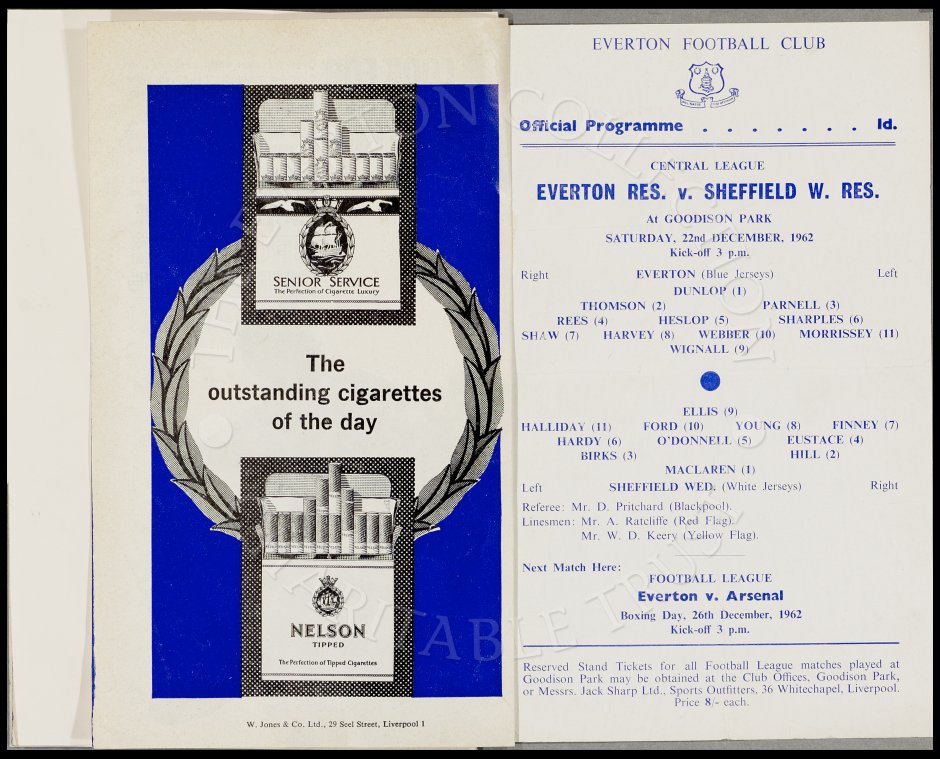 SENIOR SERVICE
The Perfection of Cigarette Luxury
The
outstanding cigarettes
of the day
NELSON
TIPPED
The Perfection of Tipped Cigarettes
W. Jones & Co. Ltd., 29 Seel Street, Liverpool 1
EVERTON FOOTBALL CLUB
Official Programme . . . . . . . 1d.
CENTRAL LEAGUE
EVERTON RES. v. SHEFFIELD W. RES.
At GOODISON PARK
SATURDAY, 22nd DECEMBER, 1962
Kick-off 3 p.m.
Right EVERTON (Blue Jerseys) Left
DUNLOP (1)
THOMSON (2) PARNELL (3)
REES (4) HESLOP (5) SHARPLES (6)
SHAW (7) HARVEY (8) WEBBER (10) MORRISSEY (11)
WIGNALL (9)
ELLIS (9)
HALLIDAY (11) FORD (10) YOUNG (8) FINNEY (7)
HARDY (6) O'DONNELL (5) EUSTACE (4)
BIRKS (3) HILL (2)
MACLAREN (1)
Left SHEFFIELD WED. (White Jerseys) Right
Referee: Mr. D. Pritchard (Blackpool).
Linesmen: Mr. A. Ratcliffe (Red Flag).
Mr. W. D. Keery (Yellow Flag).
Next Match Here:
FOOTBALL LEAGUE
Everton v. Arsenal
Boxing Day, 26th December, 1962
Kick-off 3 p.m.
Reserved Stand Tickets for all Football League matches played at
Goodison Park may be obtained at the Club Offices, Goodison Park,
or Messrs. Jack Sharp Ltd., Sports Outfitters, 36 Whitechapel, Liverpool.
Price 8/- each.